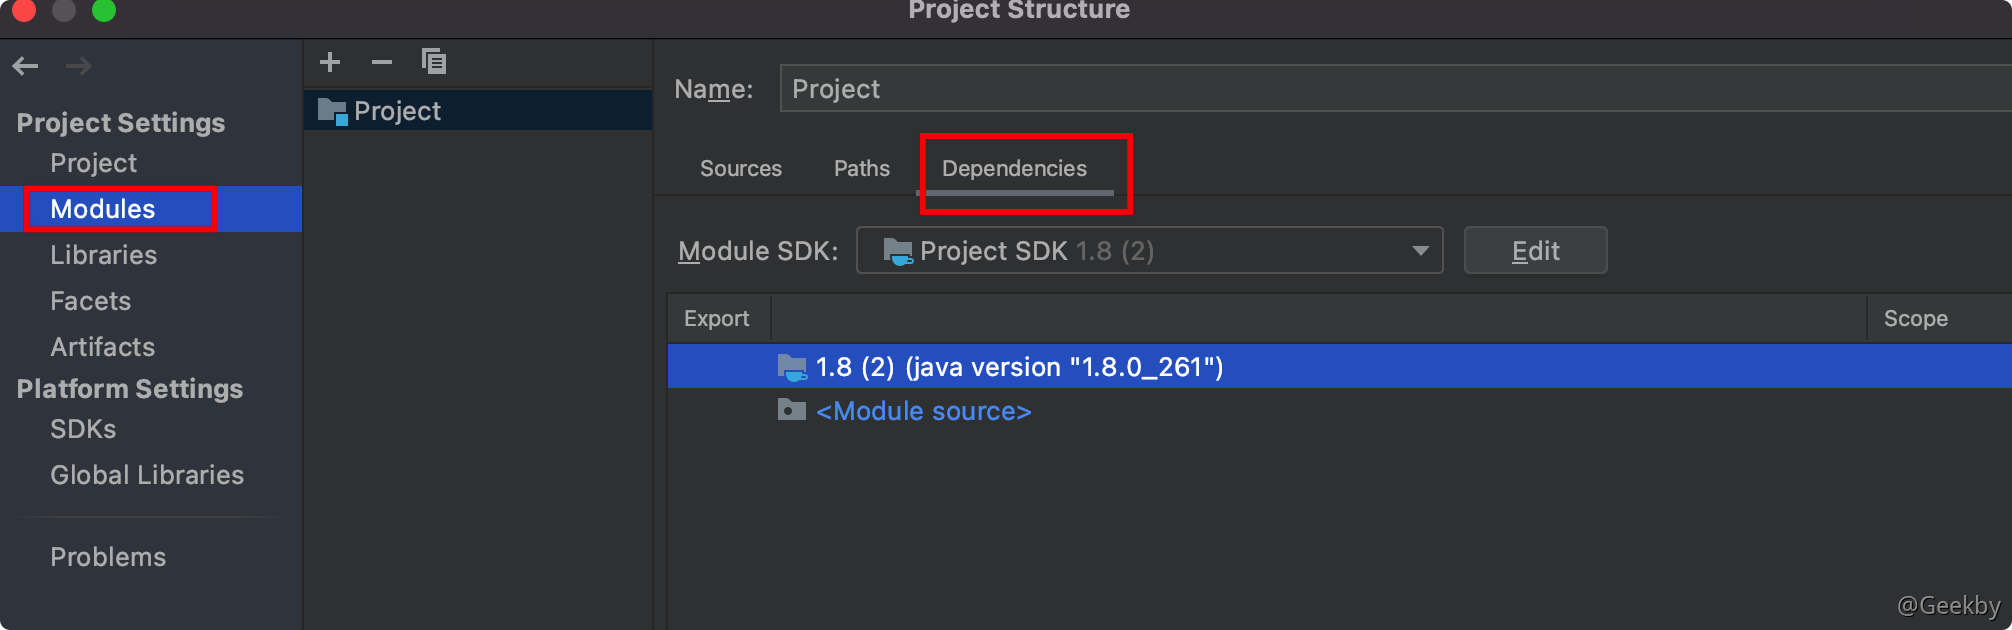 Project Structure
Project Settings
Project
Modules
Libraries
Facets
Artifacts
Platform Settings
SDKs
Global Libraries
Problems
Project
Name: Project
Sources Paths Dependencies
Module SDK: Project SDK 1.8 (2) Edit
Export Scope
1.8 (2) (java version "1.8.0_261")
<Module source>
@Geekby